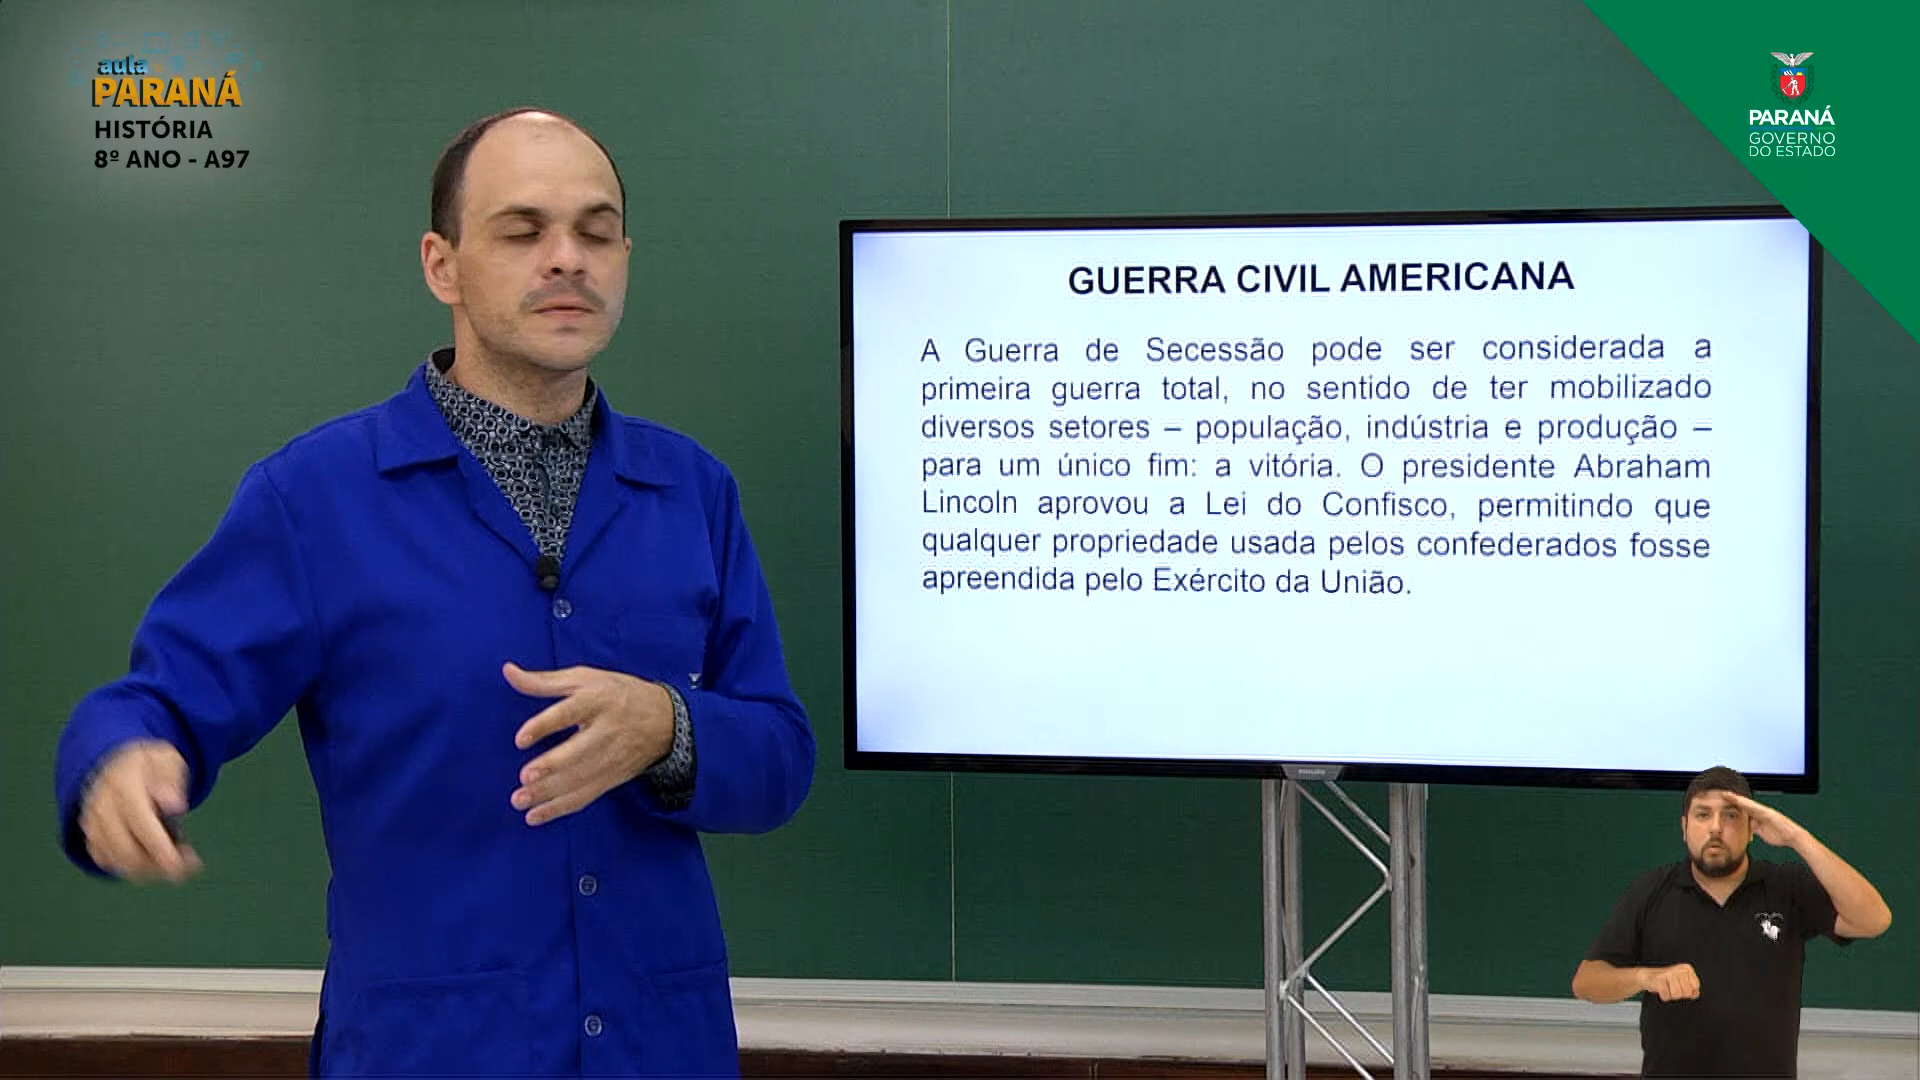 aula
PARANÁ
HISTÓRIA
8º ANO - A97
PARANÁ
GOVERNO
DO ESTADO
GUERRA CIVIL AMERICANA
A Guerra de Secessão pode ser considerada a
primeira guerra total, no sentido de ter mobilizado
diversos setores – população, indústria e produção –
para um único fim: a vitória. O presidente Abraham
Lincoln aprovou a Lei do Confisco, permitindo que
qualquer propriedade usada pelos confederados fosse
apreendida pelo Exército da União.